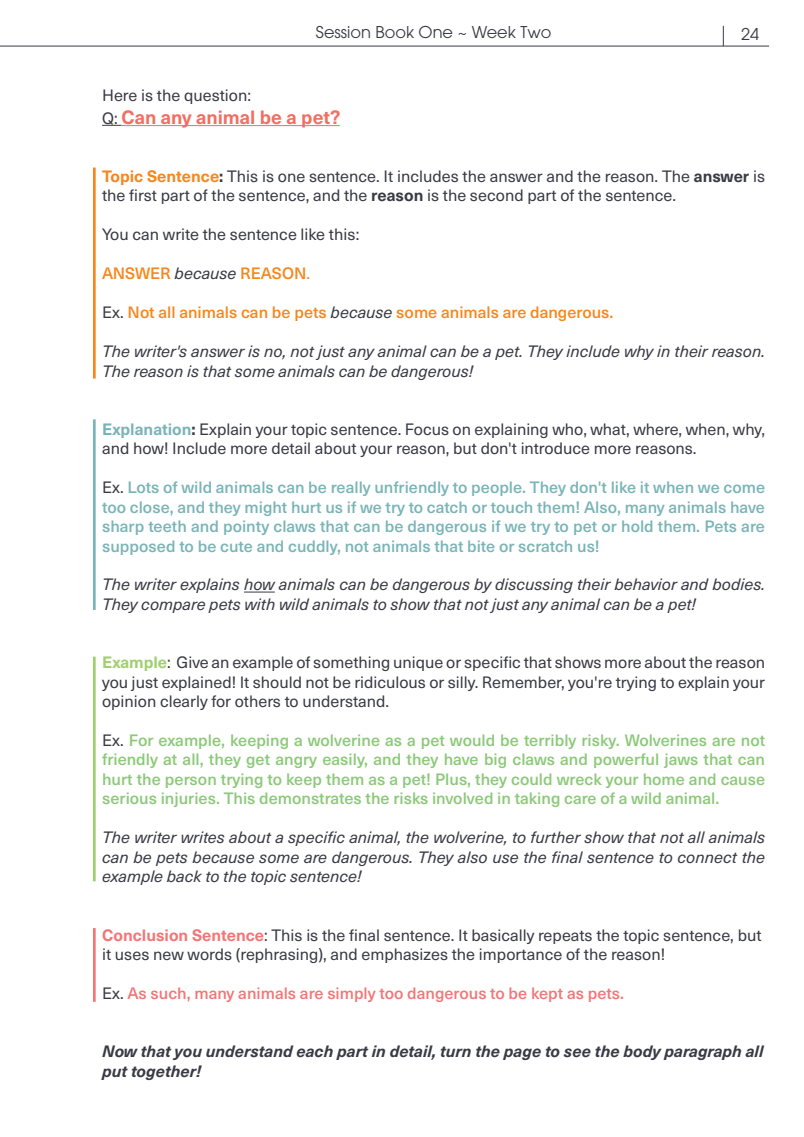 Session Book One ~ Week Two
24
Here is the question:
Q: Can any animal be a pet?
Topic Sentence: This is one sentence. It includes the answer and the reason. The answer is
the first part of the sentence, and the reason is the second part of the sentence.
You can write the sentence like this:
ANSWER because REASON.
Ex. Not all animals can be pets because some animals are dangerous.
The writer's answer is no, not just any animal can be a pet. They include why in their reason.
The reason is that some animals can be dangerous!
Explanation: Explain your topic sentence. Focus on explaining who, what, where, when, why,
and how! Include more detail about your reason, but don't introduce more reasons.
Ex. Lots of wild animals can be really unfriendly to people. They don't like it when we come
too close, and they might hurt us if we try to catch or touch them! Also, many animals have
sharp teeth and pointy claws that can be dangerous if we try to pet or hold them. Pets are
supposed to be cute and cuddly, not animals that bite or scratch us!
The writer explains how animals can be dangerous by discussing their behavior and bodies.
They compare pets with wild animals to show that not just any animal can be a pet!
Example: Give an example of something unique or specific that shows more about the reason
you just explained! It should not be ridiculous or silly. Remember, you're trying to explain your
opinion clearly for others to understand.
Ex. For example, keeping a wolverine as a pet would be terribly risky. Wolverines are not
friendly at all, they get angry easily, and they have big claws and powerful jaws that can
hurt the person trying to keep them as a pet! Plus, they could wreck your home and cause
serious injuries. This demonstrates the risks involved in taking care of a wild animal.
The writer writes about a specific animal, the wolverine, to further show that not all animals
can be pets because some are dangerous. They also use the final sentence to connect the
example back to the topic sentence!
Conclusion Sentence: This is the final sentence. It basically repeats the topic sentence, but
it uses new words (rephrasing), and emphasizes the importance of the reason!
Ex. As such, many animals are simply too dangerous to be kept as pets.
Now that you understand each part in detail, turn the page to see the body paragraph all
put together!